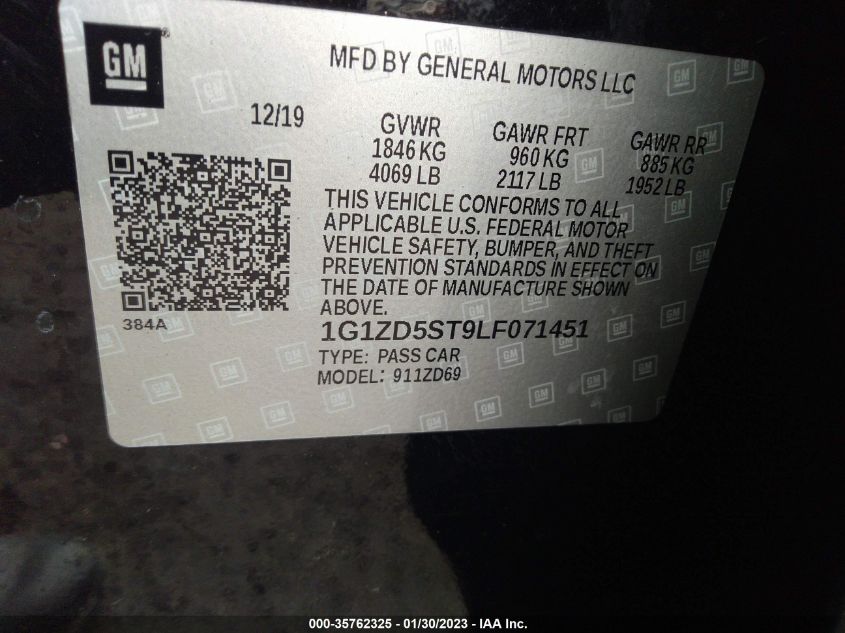 GM
MFD BY GENERAL MOTORS LLC
12/19
GVWR GAWR FRT GAWR RR
1846 KG 960 KG 885 KG
4069 LB 2117 LB 1952 LB
THIS VEHICLE CONFORMS TO ALL
APPLICABLE U.S. FEDERAL MOTOR
VEHICLE SAFETY, BUMPER, AND THEFT
PREVENTION STANDARDS IN EFFECT ON
THE DATE OF MANUFACTURE SHOWN
ABOVE.
384A
1G1ZD5ST9LF071451
TYPE: PASS CAR
MODEL: 911ZD69
000-35762325 - 01/30/2023 - IAA Inc.